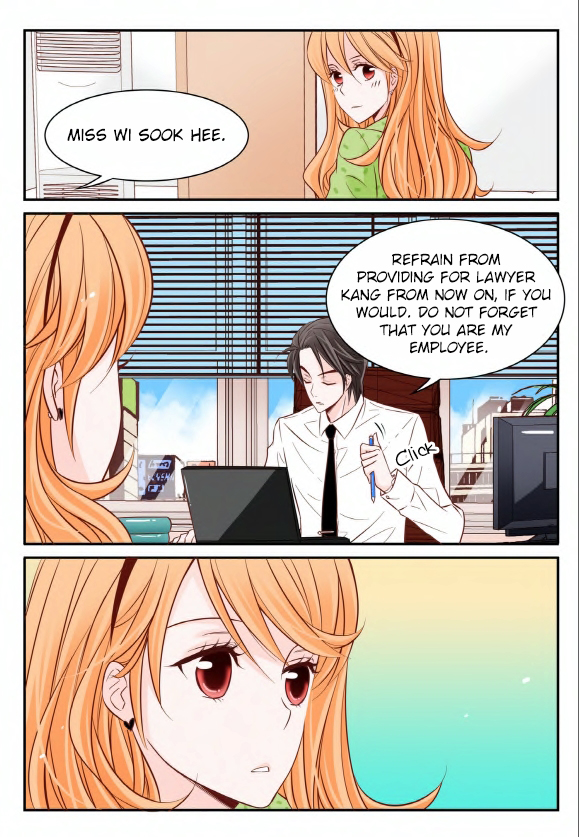 MISS WI SOOK HEE.
REFRAIN FROM
PROVIDING FOR LAWYER
KANG FROM NOW ON, IF YOU
WOULD. DO NOT FORGET
THAT YOU ARE MY
EMPLOYEE.
Click